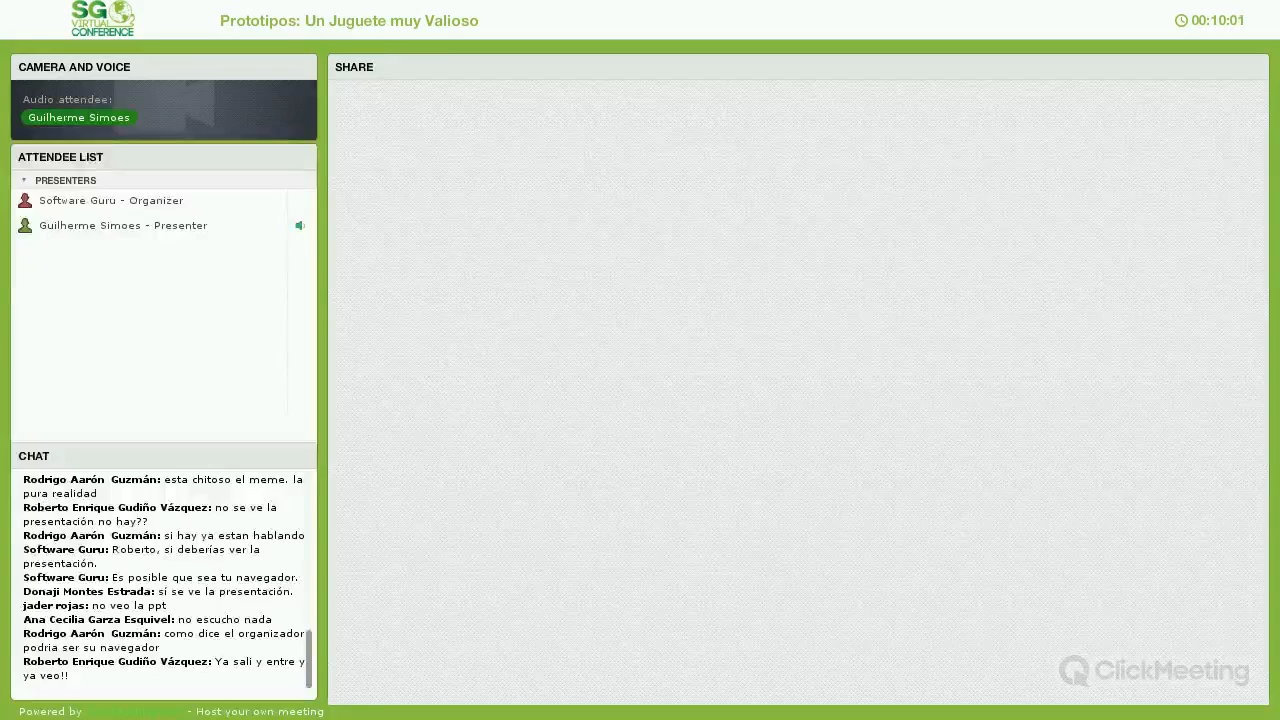 SG
VIRTUAL
CONFERENCE
Prototipos: Un Juguete muy Valioso
00:10:01
CAMERA AND VOICE
Audio attendee:
Guilherme Simoes
ATTENDEE LIST
PRESENTERS
Software Guru - Organizer
Guilherme Simoes - Presenter
CHAT
Rodrigo Aarón Guzmán: esta chitoso el meme. la
pura realidad
Roberto Enrique Gudiño Vázquez: no se ve la
presentación no hay??
Rodrigo Aarón Guzmán: si hay ya estan hablando
Software Guru: Roberto, si deberías ver la
presentación.
Software Guru: Es posible que sea tu navegador.
Donaji Montes Estrada: sí se ve la presentación.
jader rojas: no veo la ppt
Ana Cecilia Garza Esquivel: no escucho nada
Rodrigo Aarón Guzmán: como dice el organizador
podria ser su navegador
Roberto Enrique Gudiño Vázquez: Ya sali y entre y
ya veo!!
Powered by
- Host your own meeting
SHARE
ClickMeeting